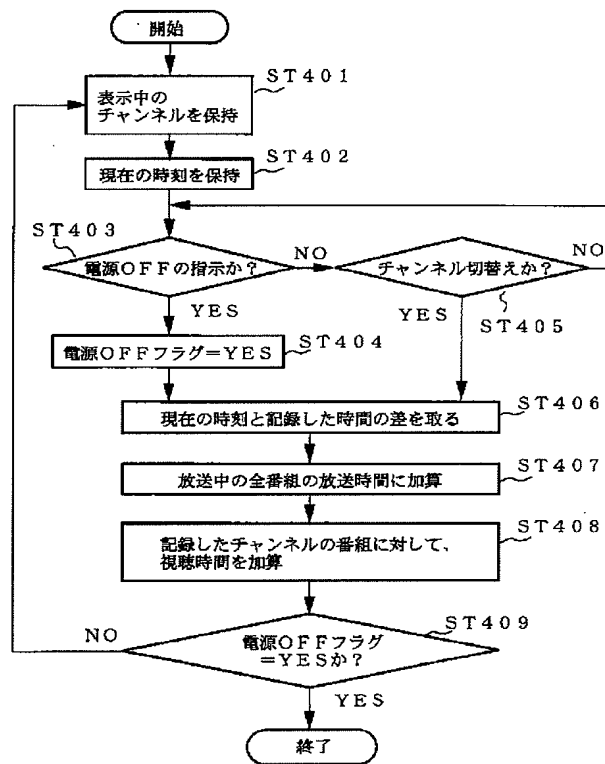 開始
ＳＴ４０１
表示中の
チャンネルを保持
ＳＴ４０２
現在の時刻を保持
ＳＴ４０３
電源ＯＦＦの指示か？
ＮＯ
チャンネル切替えか？
ＮＯ
ＹＥＳ
ＹＥＳ
ＳＴ４０５
電源ＯＦＦフラグ＝ＹＥＳ
ＳＴ４０４
現在の時刻と記録した時間の差を取る
ＳＴ４０６
放送中の全番組の放送時間に加算
ＳＴ４０７
記録したチャンネルの番組に対して、
視聴時間を加算
ＳＴ４０８
ＮＯ
電源ＯＦＦフラグ
＝ＹＥＳか？
ＳＴ４０９
ＹＥＳ
終了